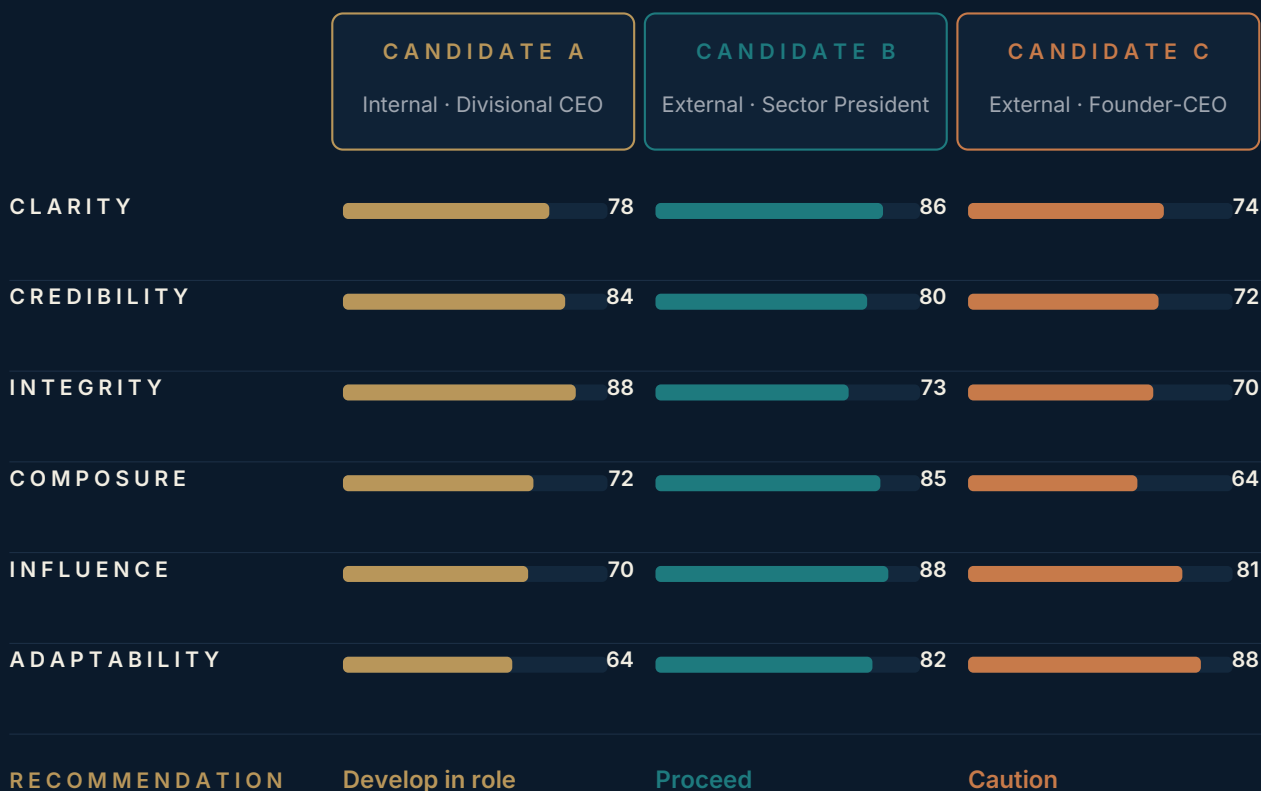 CANDIDATE A
Internal · Divisional CEO
CANDIDATE B
External · Sector President
CANDIDATE C
External · Founder-CEO
CLARITY 78 86 74
CREDIBILITY 84 80 72
INTEGRITY 88 73 70
COMPOSURE 72 85 64
INFLUENCE 70 88 81
ADAPTABILITY 64 82 88
RECOMMENDATION Develop in role Proceed Caution